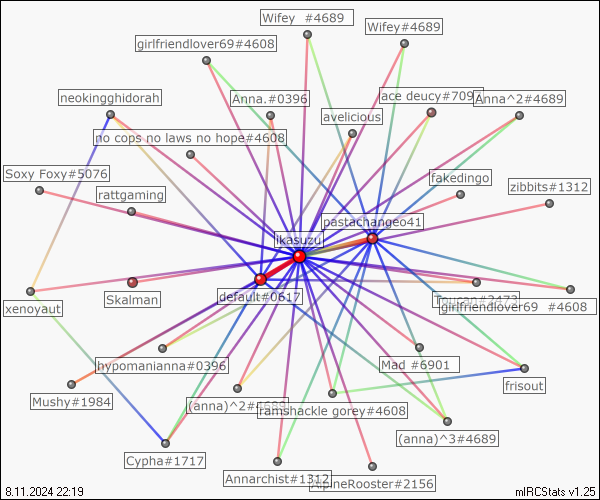 Wifey #4689
Wifey#4689
girlfriendlover69#4608
neokingghidorah
Anna.#0396
ace deucy#709
Anna^2#4689
avelicious
no cops no laws no hope#4608
Soxy Foxy#5076
fakedingo
zibbits#1312
rattgaming
pastachangeo41
ikasuzu
default#0617
Toucan#3473
girlfriendlover69 #4608
xenoyaut
Skalman
hypomanianna#0396
Mad #6901
frisout
Mushy#1984
(anna)^2#4689
ramshackle gorey#4608
(anna)^3#4689
Cypha#1717
Annarchist#1312
AlpineRooster#2156
8.11.2024 22:19
mIRCStats v1.25